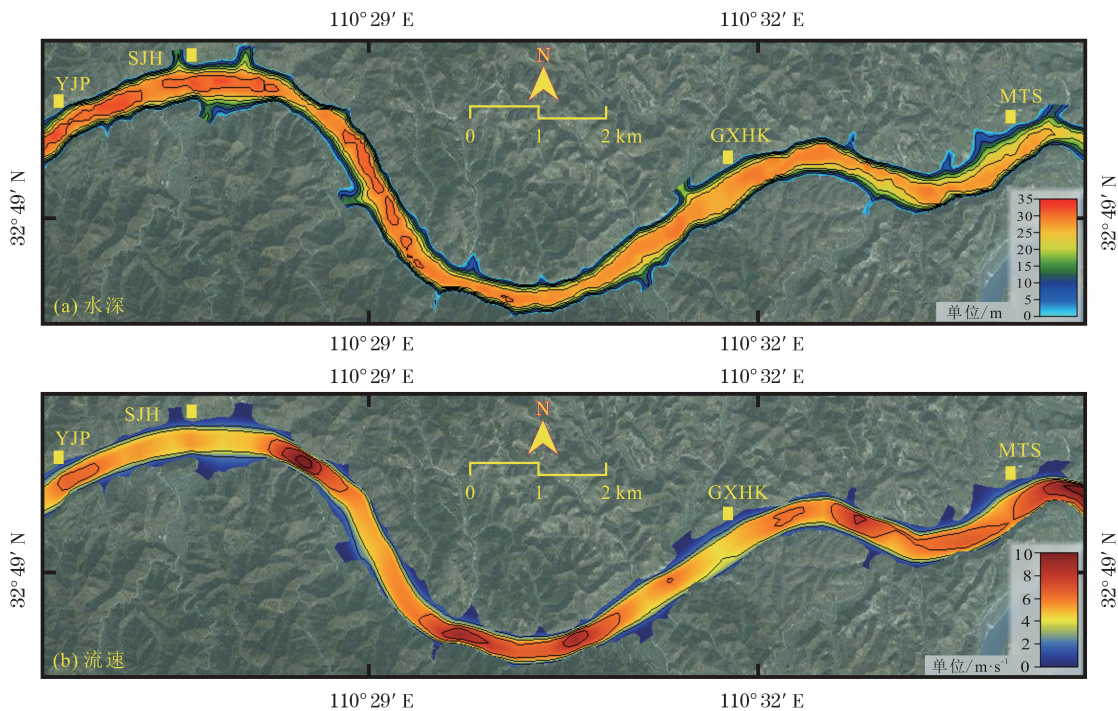 110° 29′ E 110° 32′ E
N
SJH
YJP
MTS
GXHK
0 1 2 km
32° 49′ N
32° 49′ N
35
30
25
20
15
10
5
0
单位/m
(a) 水深
110° 29′ E 110° 32′ E
110° 29′ E 110° 32′ E
N
SJH
YJP
MTS
GXHK
0 1 2 km
32° 49′ N
32° 49′ N
10
8
6
4
2
0
单位/m·s⁻¹
(b) 流速
110° 29′ E 110° 32′ E